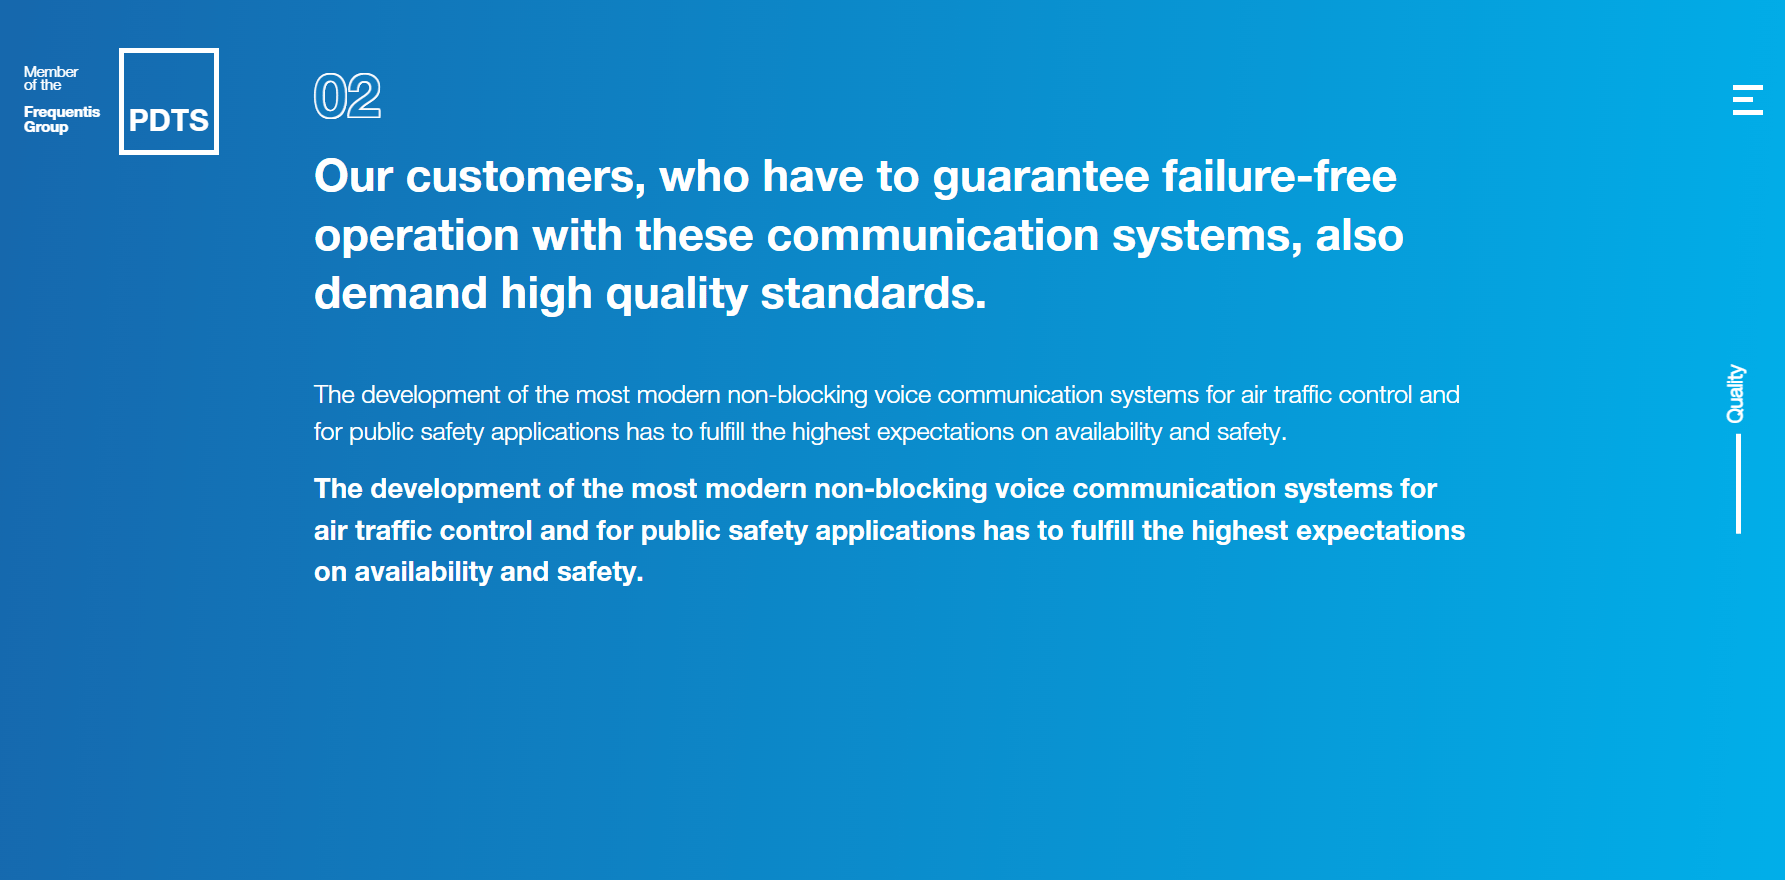 Member
of the
Frequentis
Group
PDTS
02
Our customers, who have to guarantee failure-free
operation with these communication systems, also
demand high quality standards.
The development of the most modern non-blocking voice communication systems for air traffic control and
for public safety applications has to fulfill the highest expectations on availability and safety.
The development of the most modern non-blocking voice communication systems for
air traffic control and for public safety applications has to fulfill the highest expectations
on availability and safety.
Quality